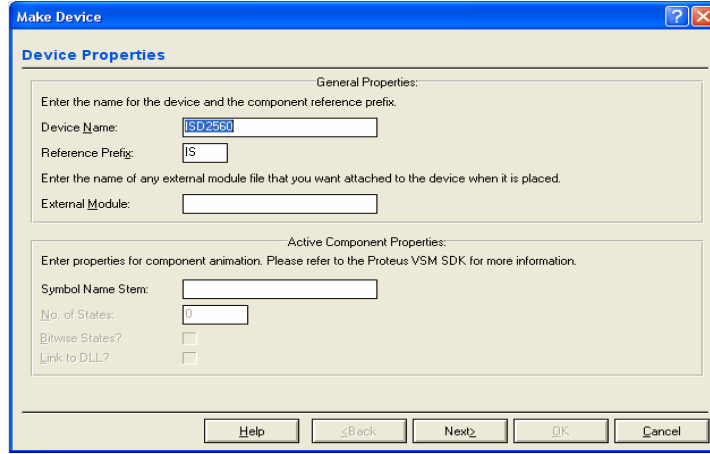 Make Device
Device Properties
General Properties:
Enter the name for the device and the component reference prefix.
Device Name:
ISD2560
Reference Prefix:
IS
Enter the name of any external module file that you want attached to the device when it is placed.
External Module:
Active Component Properties:
Enter properties for component animation. Please refer to the Proteus VSM SDK for more information.
Symbol Name Stem:
No. of States:
0
Bitwise States?
Link to DLL?
Help
<Back
Next>
OK
Cancel